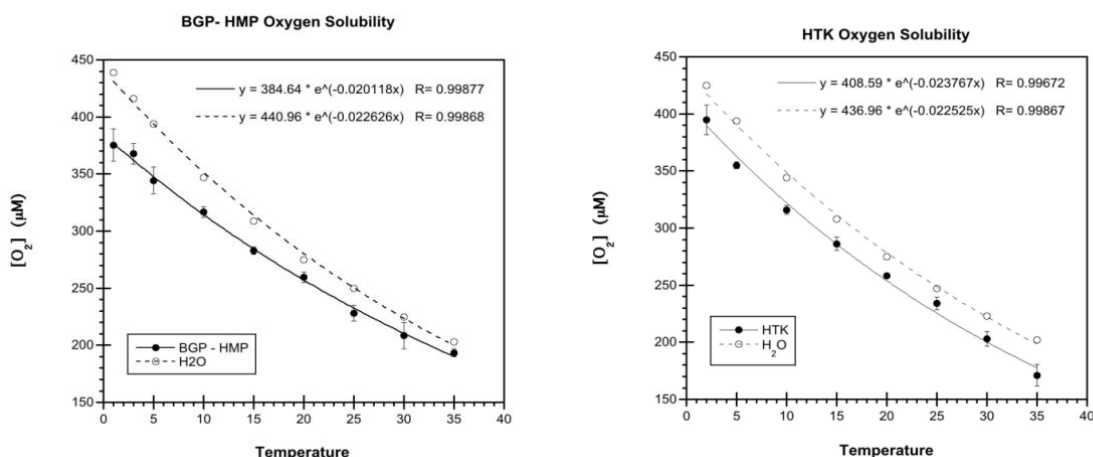 BGP- HMP Oxygen Solubility
450
400
350
300
250
200
150
[O₂] (µM)
y = 384.64 * e^(-0.020118x) R= 0.99877
y = 440.96 * e^(-0.022626x) R= 0.99868
BGP - HMP
H2O
0 5 10 15 20 25 30 35 40
Temperature
HTK Oxygen Solubility
450
400
350
300
250
200
150
[O₂] (µM)
y = 408.59 * e^(-0.023767x) R= 0.99672
y = 436.96 * e^(-0.022525x) R= 0.99867
HTK
H₂O
0 5 10 15 20 25 30 35 40
Temperature